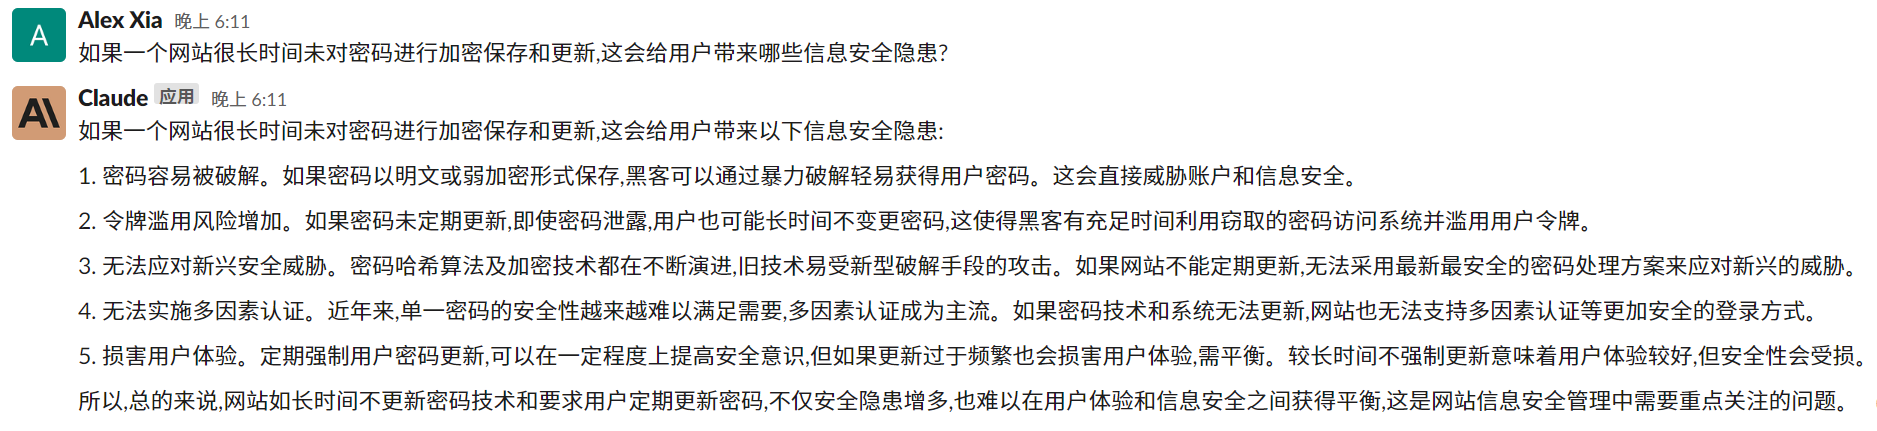 Alex Xia 晚上 6:11
如果一个网站很长时间未对密码进行加密保存和更新,这会给用户带来哪些信息安全隐患?
Claude 应用 晚上 6:11
如果一个网站很长时间未对密码进行加密保存和更新,这会给用户带来以下信息安全隐患:
1. 密码容易被破解。如果密码以明文或弱加密形式保存,黑客可以通过暴力破解轻易获得用户密码。这会直接威胁账户和信息安全。
2. 令牌滥用风险增加。如果密码未定期更新,即使密码泄露,用户也可能长时间不变更密码,这使得黑客有充足时间利用窃取的密码访问系统并滥用用户令牌。
3. 无法应对新兴安全威胁。密码哈希算法及加密技术都在不断演进,旧技术易受新型破解手段的攻击。如果网站不能定期更新,无法采用最新最安全的密码处理方案来应对新兴的威胁。
4. 无法实施多因素认证。近年来,单一密码的安全性越来越难以满足需要,多因素认证成为主流。如果密码技术和系统无法更新,网站也无法支持多因素认证等更加安全的登录方式。
5. 损害用户体验。定期强制用户密码更新,可以在一定程度上提高安全意识,但如果更新过于频繁也会损害用户体验,需平衡。较长时间不强制更新意味着用户体验较好,但安全性会受损。
所以,总的来说,网站如长时间不更新密码技术和要求用户定期更新密码,不仅安全隐患增多,也难以在用户体验和信息安全之间获得平衡,这是网站信息安全管理中需要重点关注的问题。